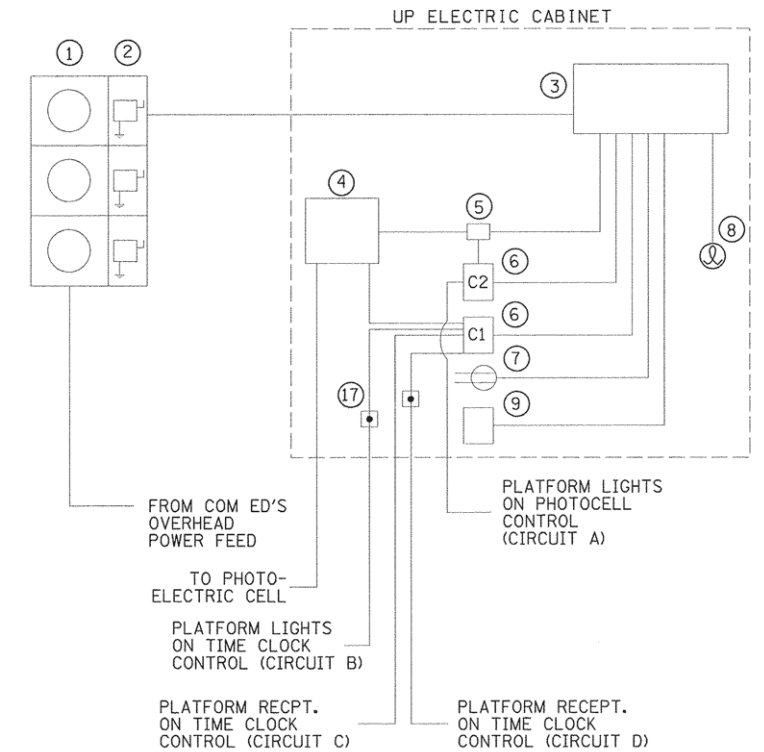 UP ELECTRIC CABINET
1
2
3
4
5
8
6
C2
6
C1
7
17
9
PLATFORM LIGHTS
ON PHOTOCELL
CONTROL
(CIRCUIT A)
FROM COM ED'S
OVERHEAD
POWER FEED
TO PHOTO-
ELECTRIC CELL
PLATFORM LIGHTS
ON TIME CLOCK
CONTROL (CIRCUIT B)
PLATFORM RECPT.
ON TIME CLOCK
CONTROL (CIRCUIT C)
PLATFORM RECEPT.
ON TIME CLOCK
CONTROL (CIRCUIT D)